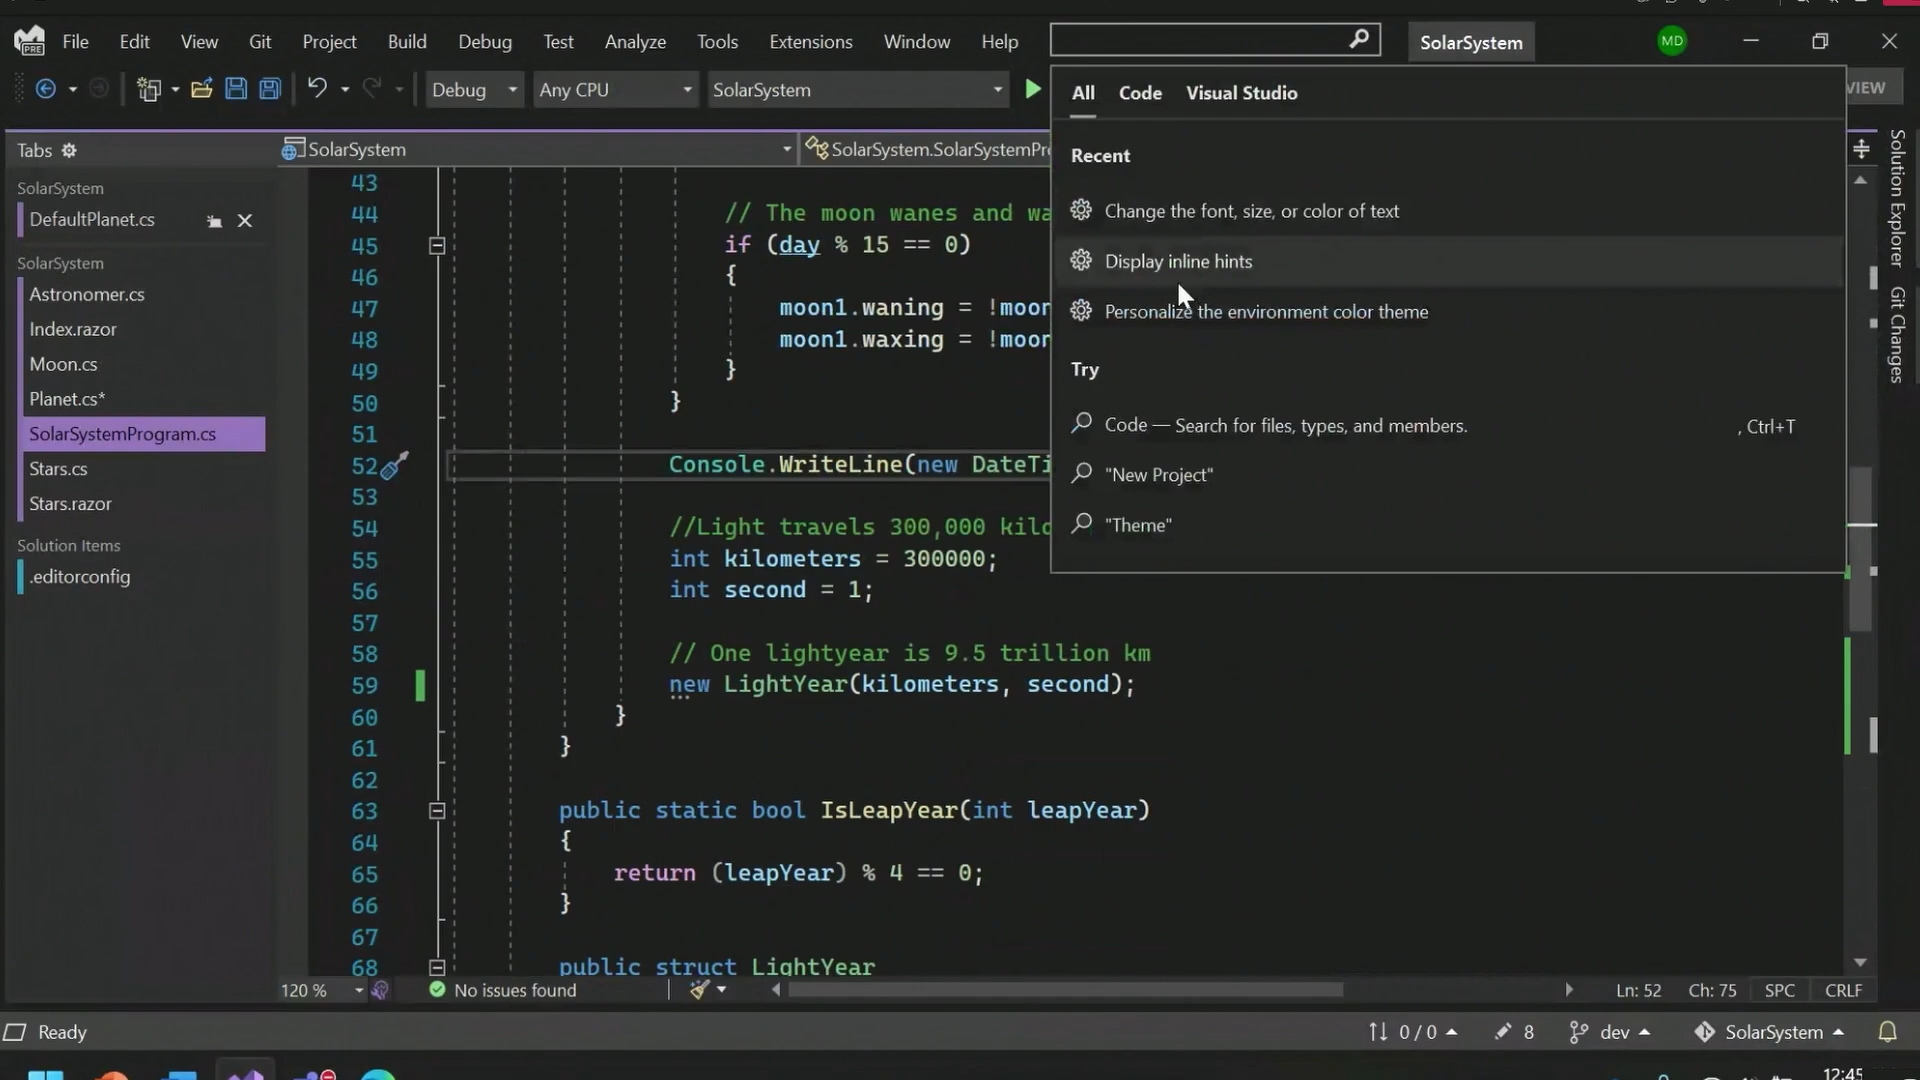 PRE
File Edit View Git Project Build Debug Test Analyze Tools Extensions Window Help
SolarSystem
MD
Debug
Any CPU
SolarSystem
VIEW
All Code Visual Studio
Recent
Change the font, size, or color of text
Display inline hints
Personalize the environment color theme
Try
Code — Search for files, types, and members.
, Ctrl+T
"New Project"
"Theme"
Tabs
SolarSystem
DefaultPlanet.cs
SolarSystem
Astronomer.cs
Index.razor
Moon.cs
Planet.cs*
SolarSystemProgram.cs
Stars.cs
Stars.razor
Solution Items
.editorconfig
SolarSystem
SolarSystem.SolarSystemPr
43
44 // The moon wanes and wa
45 if (day % 15 == 0)
46 {
47 moon1.waning = !moon
48 moon1.waxing = !moon
49 }
50 }
51
52 Console.WriteLine(new DateTi
53
54 //Light travels 300,000 kilo
55 int kilometers = 300000;
56 int second = 1;
57
58 // One lightyear is 9.5 trillion km
59 new LightYear(kilometers, second);
60 }
61 }
62
63 public static bool IsLeapYear(int leapYear)
64 {
65 return (leapYear) % 4 == 0;
66 }
67
68 public struct LightYear
Solution Explorer
Git Changes
120 %
No issues found
Ln: 52
Ch: 75
SPC
CRLF
Ready
0 / 0
8
dev
SolarSystem
12:45